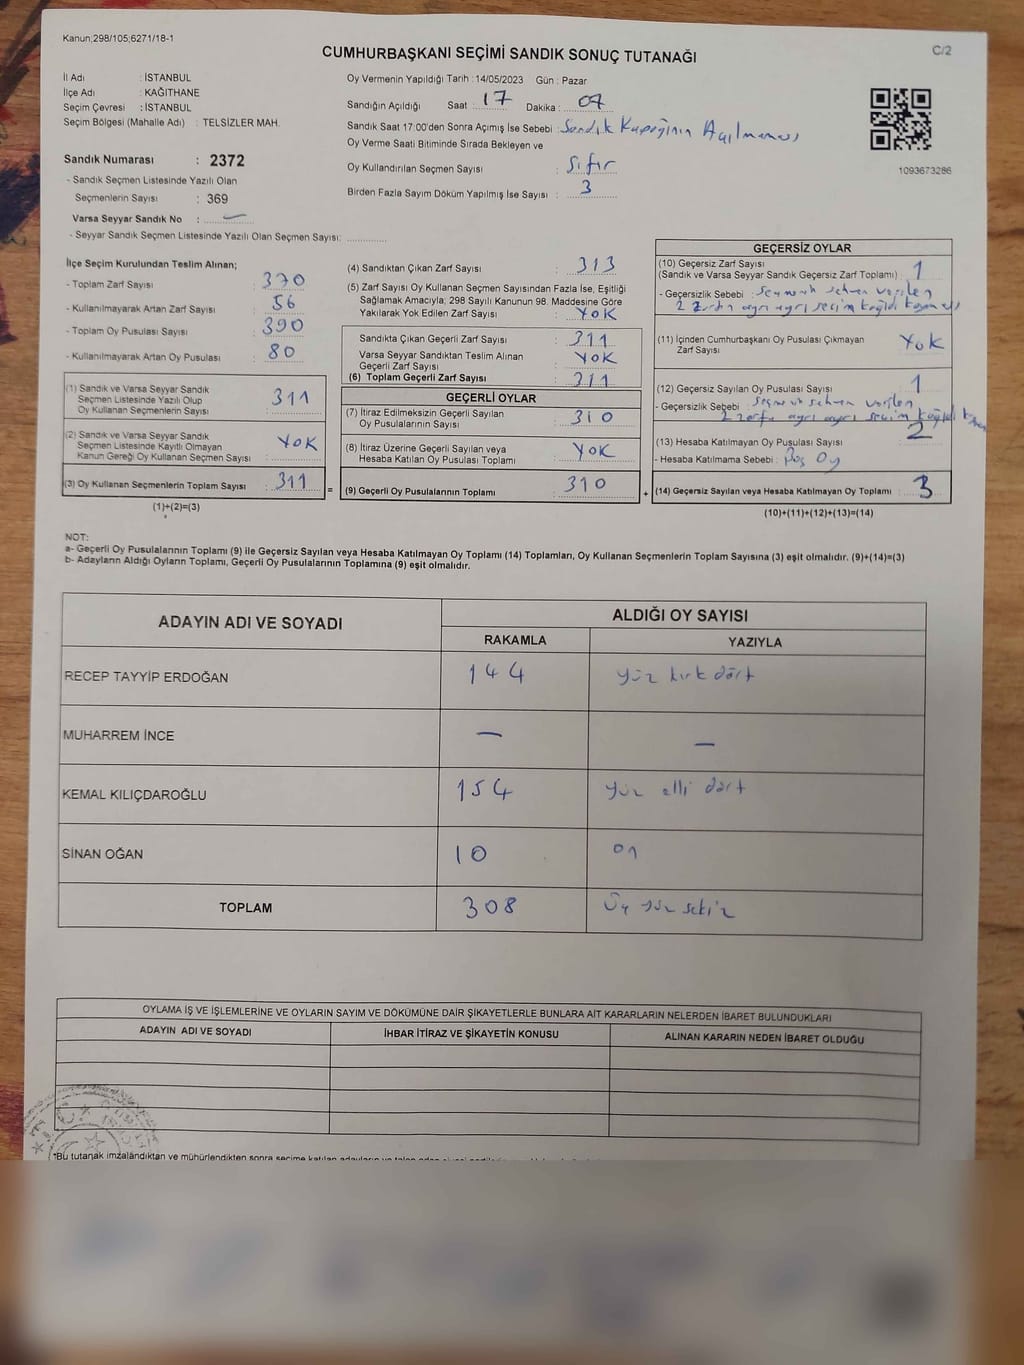 Kanun;298/105;6271/18-1
C/2
CUMHURBAŞKANI SEÇİMİ SANDIK SONUÇ TUTANAĞI
İl Adı : İSTANBUL
İlçe Adı : KAĞITHANE
Seçim Çevresi : İSTANBUL
Seçim Bölgesi (Mahalle Adı) : TELSİZLER MAH.
Sandık Numarası : 2372
- Sandık Seçmen Listesinde Yazılı Olan
Seçmenlerin Sayısı : 369
Varsa Seyyar Sandık No :
- Seyyar Sandık Seçmen Listesinde Yazılı Olan Seçmen Sayısı:
Oy Vermenin Yapıldığı Tarih : 14/05/2023 Gün : Pazar
Sandığın Açıldığı Saat : 17 Dakika : 07
Sandık Saat 17:00'den Sonra Açımış İse Sebebi : Sandık Kapağının Açılmaması
Oy Verme Saati Bitiminde Sırada Bekleyen ve
Oy Kullandırılan Seçmen Sayısı : Sıfır
Birden Fazla Sayım Döküm Yapılmış İse Sayısı : 3
1093673286
İlçe Seçim Kurulundan Teslim Alınan;
- Toplam Zarf Sayısı : 370
- Kullanılmayarak Artan Zarf Sayısı : 56
- Toplam Oy Pusulası Sayısı : 390
- Kullanılmayarak Artan Oy Pusulası : 80
(1) Sandık ve Varsa Seyyar Sandık
Seçmen Listesinde Yazılı Olup
Oy Kullanan Seçmenlerin Sayısı : 311
(2) Sandık ve Varsa Seyyar Sandık
Seçmen Listesinde Kayıtlı Olmayan
Kanun Gereği Oy Kullanan Seçmen Sayısı : YOK
(3) Oy Kullanan Seçmenlerin Toplam Sayısı : 311
(1)+(2)=(3)
(4) Sandıktan Çıkan Zarf Sayısı : 313
(5) Zarf Sayısı Oy Kullanan Seçmen Sayısından Fazla İse, Eşitliği
Sağlamak Amacıyla; 298 Sayılı Kanunun 98. Maddesine Göre
Yakılarak Yok Edilen Zarf Sayısı : YOK
Sandıkta Çıkan Geçerli Zarf Sayısı : 311
Varsa Seyyar Sandıktan Teslim Alınan
Geçerli Zarf Sayısı : YOK
(6) Toplam Geçerli Zarf Sayısı : 311
GEÇERLİ OYLAR
(7) İtiraz Edilmeksizin Geçerli Sayılan
Oy Pusulalarının Sayısı : 310
(8) İtiraz Üzerine Geçerli Sayılan ve
Hesaba Katılan Oy Pusulası Toplamı : YOK
= (9) Geçerli Oy Pusulalarının Toplamı : 310
GEÇERSİZ OYLAR
(10) Geçersiz Zarf Sayısı
(Sandık ve Varsa Seyyar Sandık Geçersiz Zarf Toplamı) : 1
- Geçersizlik Sebebi : sehven verilen
2 zarfın ayrı ayrı seçim kağıdı
(11) İçinden Cumhurbaşkanı Oy Pusulası Çıkmayan
Zarf Sayısı : YOK
(12) Geçersiz Sayılan Oy Pusulası Sayısı : 1
- Geçersizlik Sebebi : sehven verilen
2 zarfa ayrı ayrı seçim kağıdı
(13) Hesaba Katılmayan Oy Pusulası Sayısı : 2
- Hesaba Katılmama Sebebi : Boş Oy
+ (14) Geçersiz Sayılan veya Hesaba Katılmayan Oy Toplamı : 3
(10)+(11)+(12)+(13)=(14)
NOT:
a- Geçerli Oy Pusulalarının Toplamı (9) ile Geçersiz Sayılan veya Hesaba Katılmayan Oy Toplamı (14) Toplamları, Oy Kullanan Seçmenlerin Toplam Sayısına (3) eşit olmalıdır. (9)+(14)=(3)
b- Adayların Aldığı Oyların Toplamı, Geçerli Oy Pusulalarının Toplamına (9) eşit olmalıdır.
ADAYIN ADI VE SOYADI ALDIĞI OY SAYISI
RAKAMLA YAZIYLA
RECEP TAYYİP ERDOĞAN 144 yüz kırk dört
MUHARREM İNCE — —
KEMAL KILIÇDAROĞLU 154 yüz elli dört
SİNAN OĞAN 10 on
TOPLAM 308 Üç yüz sekiz
OYLAMA İŞ VE İŞLEMLERİNE VE OYLARIN SAYIM VE DÖKÜMÜNE DAİR ŞİKAYETLERLE BUNLARA AİT KARARLARIN NELERDEN İBARET BULUNDUKLARI
ADAYIN ADI VE SOYADI İHBAR İTİRAZ VE ŞİKAYETİN KONUSU ALINAN KARARIN NEDEN İBARET OLDUĞU
*Bu tutanak imzalandıktan ve mühürlendikten sonra seçime katılan